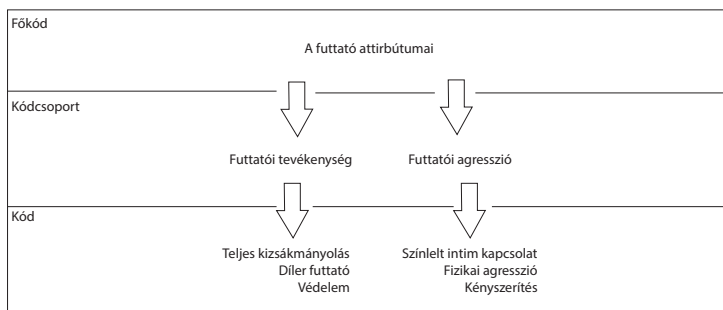 Főkód
A futtató attirbútumai
Kódcsoport
Futtatói tevékenység
Futtatói agresszió
Kód
Teljes kizsákmányolás
Díler futtató
Védelem
Színlelt intim kapcsolat
Fizikai agresszió
Kényszerítés